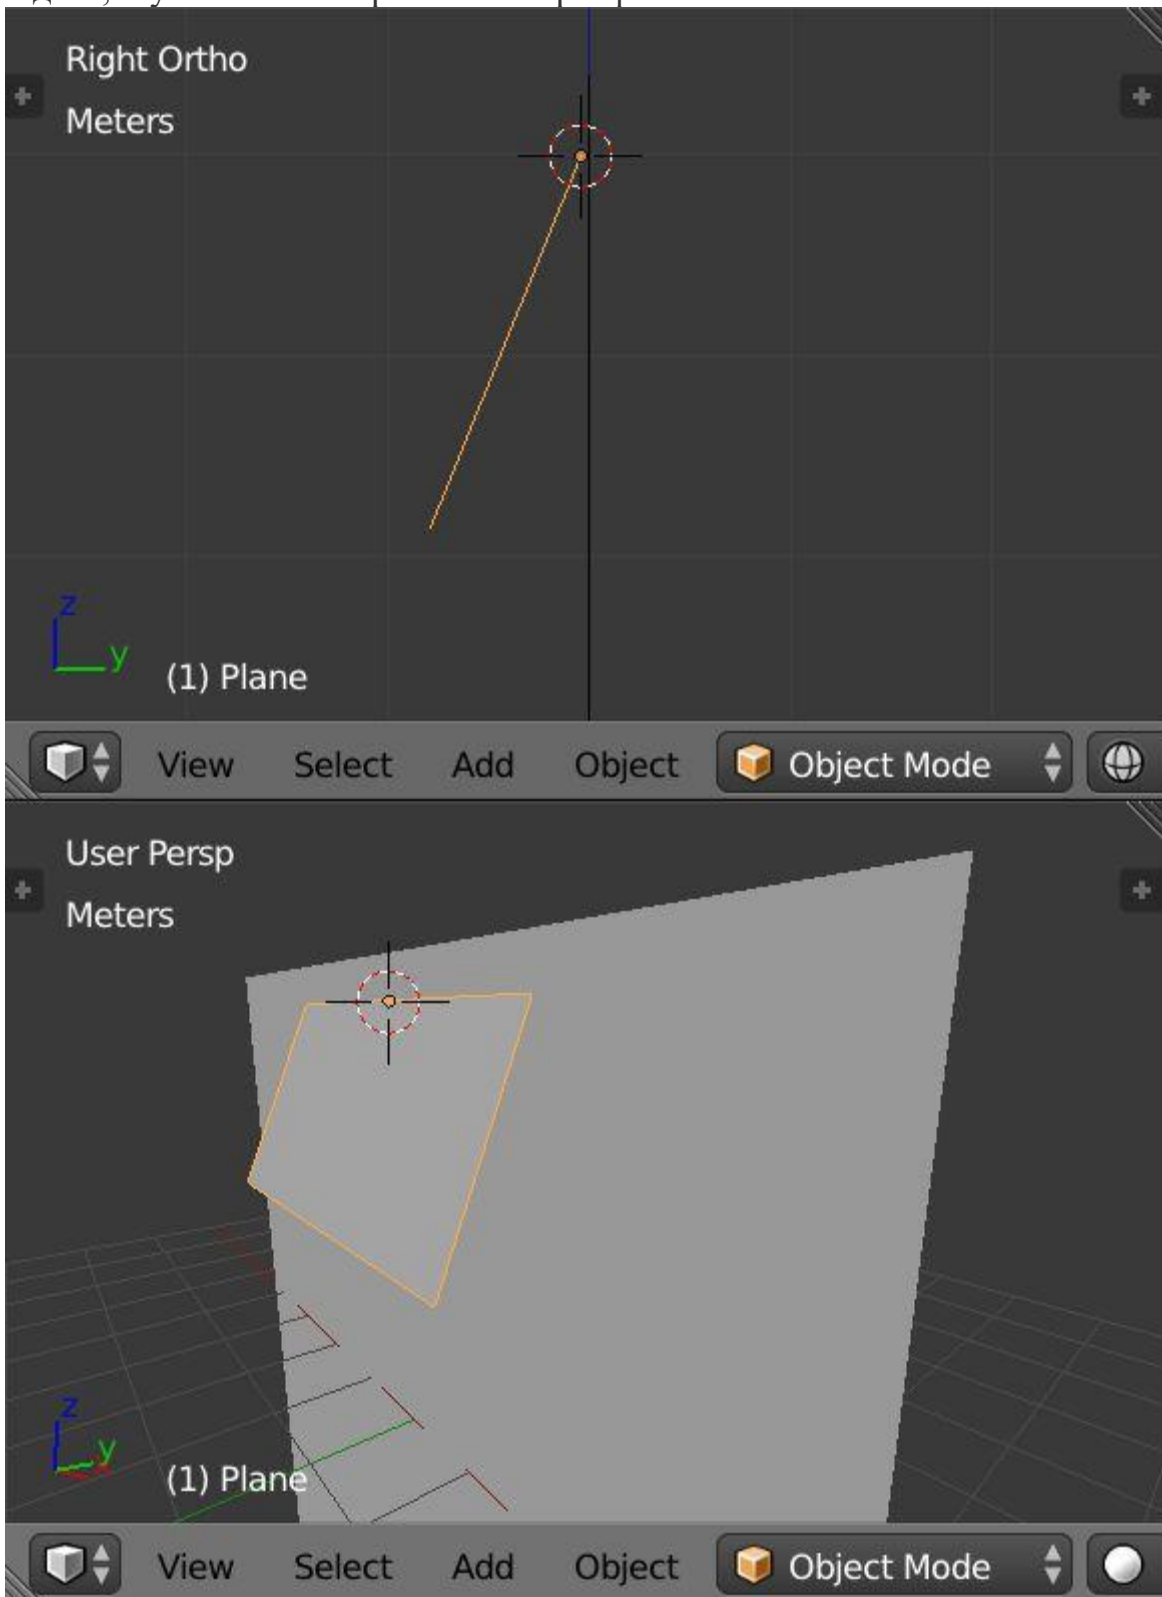 Right Ortho
Meters
z
y
(1) Plane
View Select Add Object Object Mode
User Persp
Meters
z
y
(1) Plane
View Select Add Object Object Mode